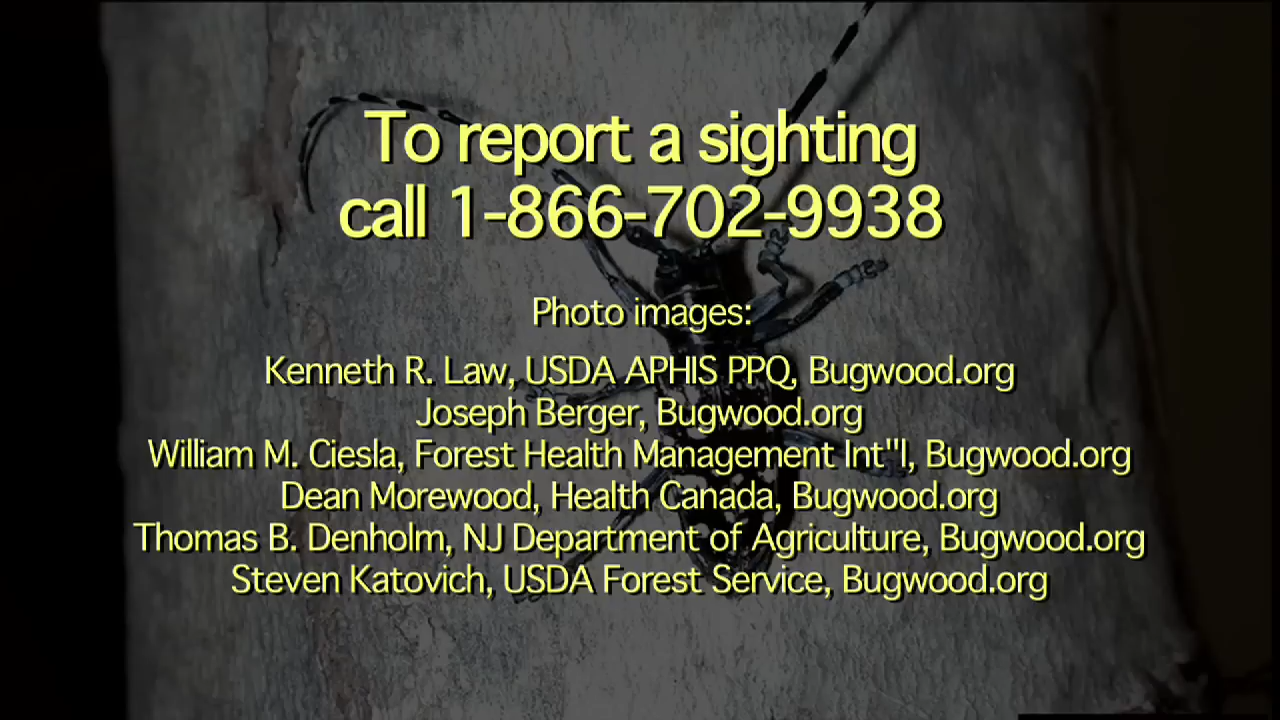 To report a sighting
call 1-866-702-9938
Photo images:
Kenneth R. Law, USDA APHIS PPQ, Bugwood.org
Joseph Berger, Bugwood.org
William M. Ciesla, Forest Health Management Int"l, Bugwood.org
Dean Morewood, Health Canada, Bugwood.org
Thomas B. Denholm, NJ Department of Agriculture, Bugwood.org
Steven Katovich, USDA Forest Service, Bugwood.org